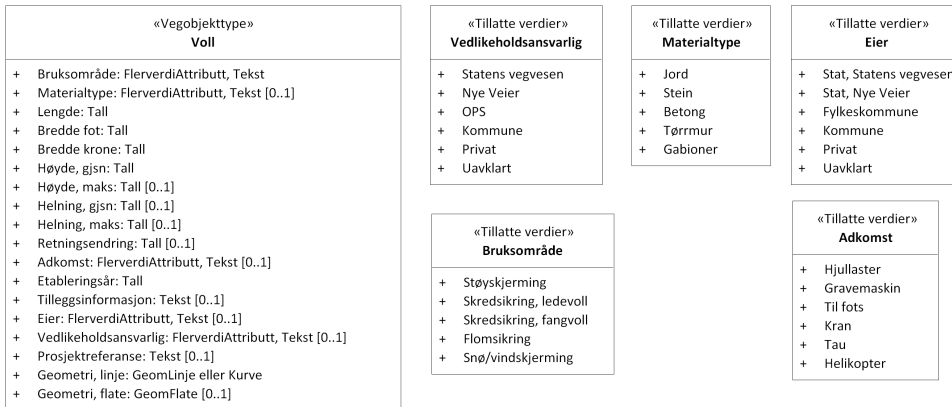 «Vegobjekttype»
Voll
+ Bruksområde: FlerverdiAttributt, Tekst
+ Materialtype: FlerverdiAttributt, Tekst [0..1]
+ Lengde: Tall
+ Bredde fot: Tall
+ Bredde krone: Tall
+ Høyde, gjsn: Tall
+ Høyde, maks: Tall [0..1]
+ Helning, gjsn: Tall [0..1]
+ Helning, maks: Tall [0..1]
+ Retningsendring: Tall [0..1]
+ Adkomst: FlerverdiAttributt, Tekst [0..1]
+ Etableringsår: Tall
+ Tilleggsinformasjon: Tekst [0..1]
+ Eier: FlerverdiAttributt, Tekst [0..1]
+ Vedlikeholdsansvarlig: FlerverdiAttributt, Tekst [0..1]
+ Prosjektreferanse: Tekst [0..1]
+ Geometri, linje: GeomLinje eller Kurve
+ Geometri, flate: GeomFlate [0..1]
«Tillatte verdier»
Vedlikeholdsansvarlig
+ Statens vegvesen
+ Nye Veier
+ OPS
+ Kommune
+ Privat
+ Uavklart
«Tillatte verdier»
Materialtype
+ Jord
+ Stein
+ Betong
+ Tørrmur
+ Gabioner
«Tillatte verdier»
Eier
+ Stat, Statens vegvesen
+ Stat, Nye Veier
+ Fylkeskommune
+ Kommune
+ Privat
+ Uavklart
«Tillatte verdier»
Bruksområde
+ Støyskjerming
+ Skredsikring, ledevoll
+ Skredsikring, fangvoll
+ Flomsikring
+ Snø/vindskjerming
«Tillatte verdier»
Adkomst
+ Hjullaster
+ Gravemaskin
+ Til fots
+ Kran
+ Tau
+ Helikopter